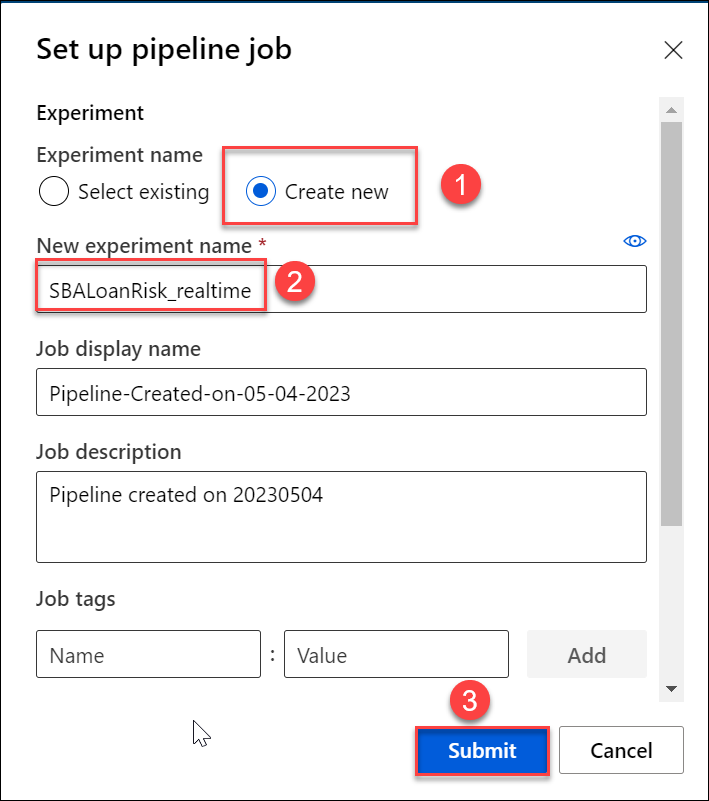 Set up pipeline job
Experiment
Experiment name
Select existing
Create new
1
New experiment name *
SBALoanRisk_realtime
2
Job display name
Pipeline-Created-on-05-04-2023
Job description
Pipeline created on 20230504
Job tags
Name : Value Add
3
Submit Cancel